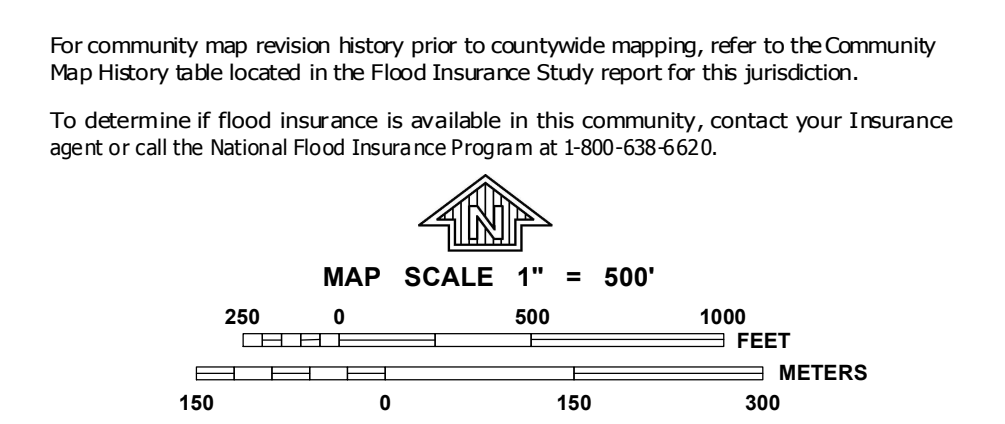 For community map revision history prior to countywide mapping, refer to the Community
Map History table located in the Flood Insurance Study report for this jurisdiction.
To determine if flood insurance is available in this community, contact your Insurance
agent or call the National Flood Insurance Program at 1-800-638-6620.
N
MAP SCALE 1" = 500'
250 0 500 1000
FEET
METERS
150 0 150 300